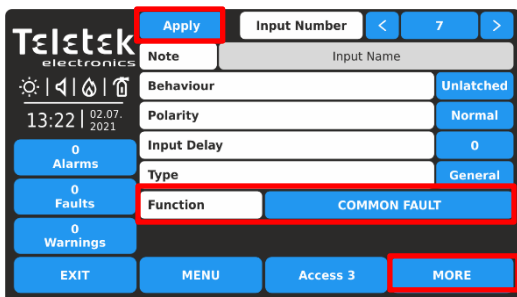 Teletek
electronics
13:22 02.07.
2021
0
Alarms
0
Faults
0
Warnings
EXIT
Apply Input Number < 7 >
Note Input Name
Behaviour Unlatched
Polarity Normal
Input Delay 0
Type General
Function COMMON FAULT
MENU Access 3 MORE